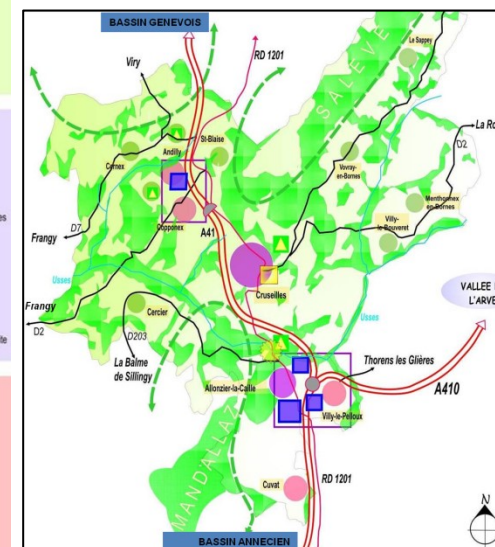 BASSIN GENEVOIS
RD 1201
Viry
Le Sappey
SALEVE
La Ro
D2
St-Blaise
Andilly
Cernex
Vovray-
en-Bornes
Menthonnex
en-Bornes
es
D7
Frangy
Copponex
Villy-
le-Bouveret
A41
Usses
VALLEE
L'ARVE
Cruseilles
Frangy
D2
Cercier
Usses
ite
D203
La Balme
de Sillingy
Thorens les Glières
Allonzier-la-Caille
Villy-le-Pelloux
A410
MANDALLAZ
Cuvat
RD 1201
N
BASSIN ANNECIEN